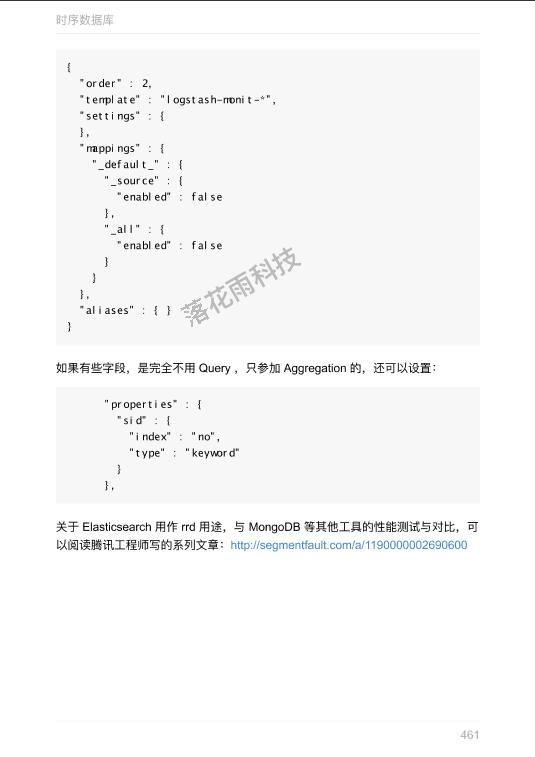 时序数据库
{
  "order" : 2,
  "template" : "logstash-monit-*",
  "settings" : {
  },
  "mappings" : {
    "_default_" : {
      "_source" : {
        "enabled" : false
      },
      "_all" : {
        "enabled" : false
      }
    }
  },
  "aliases" : { }
}
落花雨科技
如果有些字段，是完全不用 Query ，只参加 Aggregation 的，还可以设置：
      "properties" : {
        "sid" : {
          "index" : "no",
          "type" : "keyword"
        }
      },
关于 Elasticsearch 用作 rrd 用途，与 MongoDB 等其他工具的性能测试与对比，可
以阅读腾讯工程师写的系列文章：http://segmentfault.com/a/1190000002690600
461